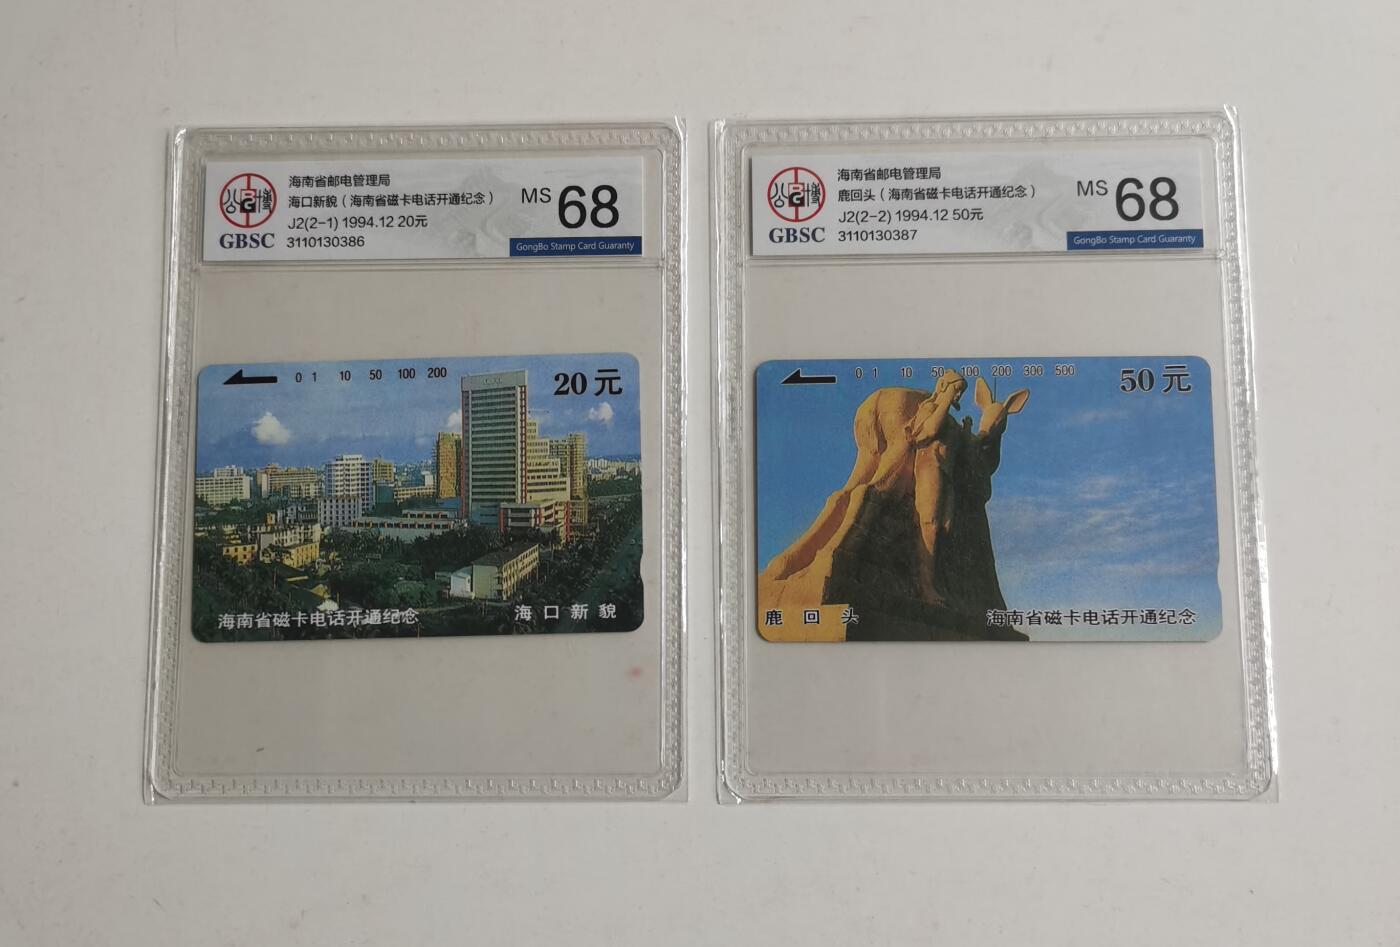 海南省邮电管理局
海口新貌（海南省磁卡电话开通纪念）
J2(2-1) 1994.12 20元
3110130386
GBSC
MS 68
GongBo Stamp Card Guaranty
0 1 10 50 100 200
20元
海南省磁卡电话开通纪念
海口新貌
海南省邮电管理局
鹿回头（海南省磁卡电话开通纪念）
J2(2-2) 1994.12 50元
3110130387
GBSC
MS 68
GongBo Stamp Card Guaranty
0 1 10 50 100 200 300 500
50元
鹿回头
海南省磁卡电话开通纪念